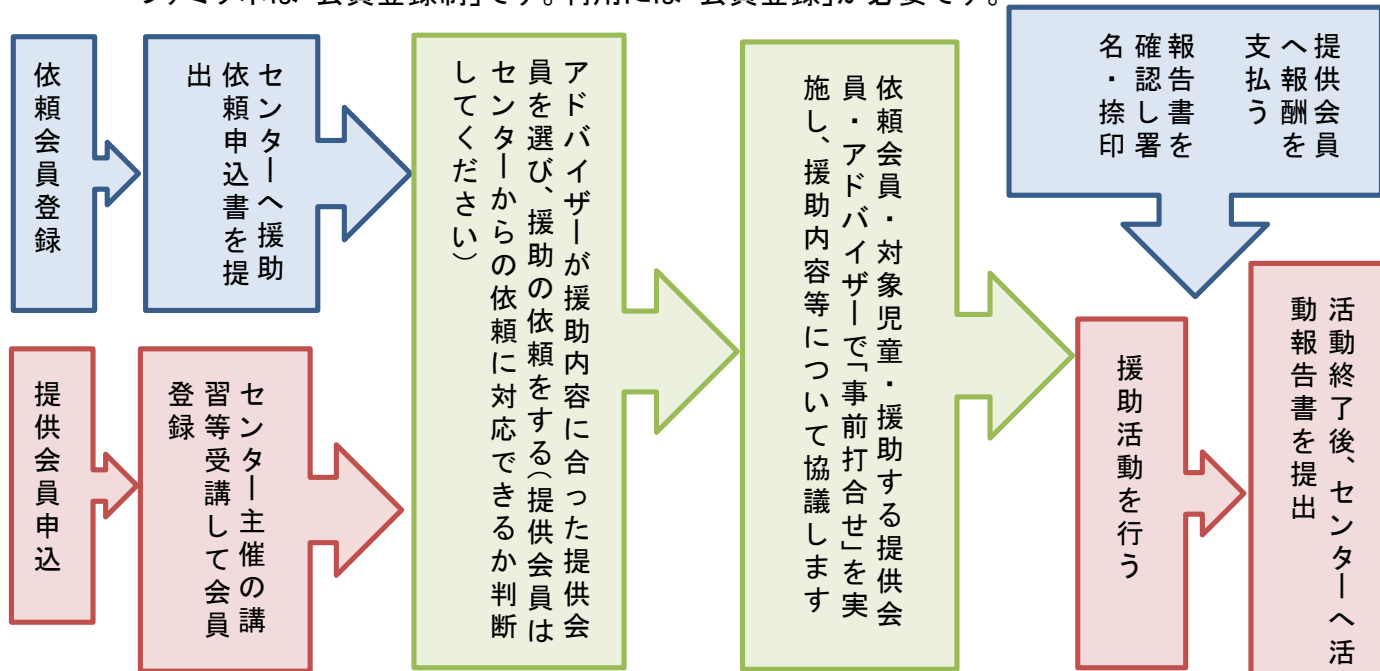 ファミサポは「会員登録制」です。利用には「会員登録」が必要です。
依頼会員登録
センターへ援助
依頼申込書を提
出
アドバイザーが援助内容に合った提供会
員を選び、援助の依頼をする(提供会員は
センターからの依頼に対応できるか判断
してください)
依頼会員・対象児童・援助する提供会
員・アドバイザーで「事前打合せ」を実
施し、援助内容等について協議します
提供会員
へ報酬を
支払う
報告書を
確認し署
名・捺印
提供会員申込
センター主催の講
習等受講して会員
登録
援助活動を行う
活動終了後、センターへ活
動報告書を提出